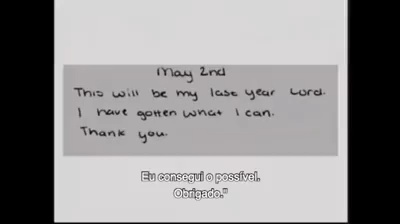 May 2nd
This will be my last year Lord.
I have gotten what I can.
Thank you.
Eu consegui o possível.
Obrigado."